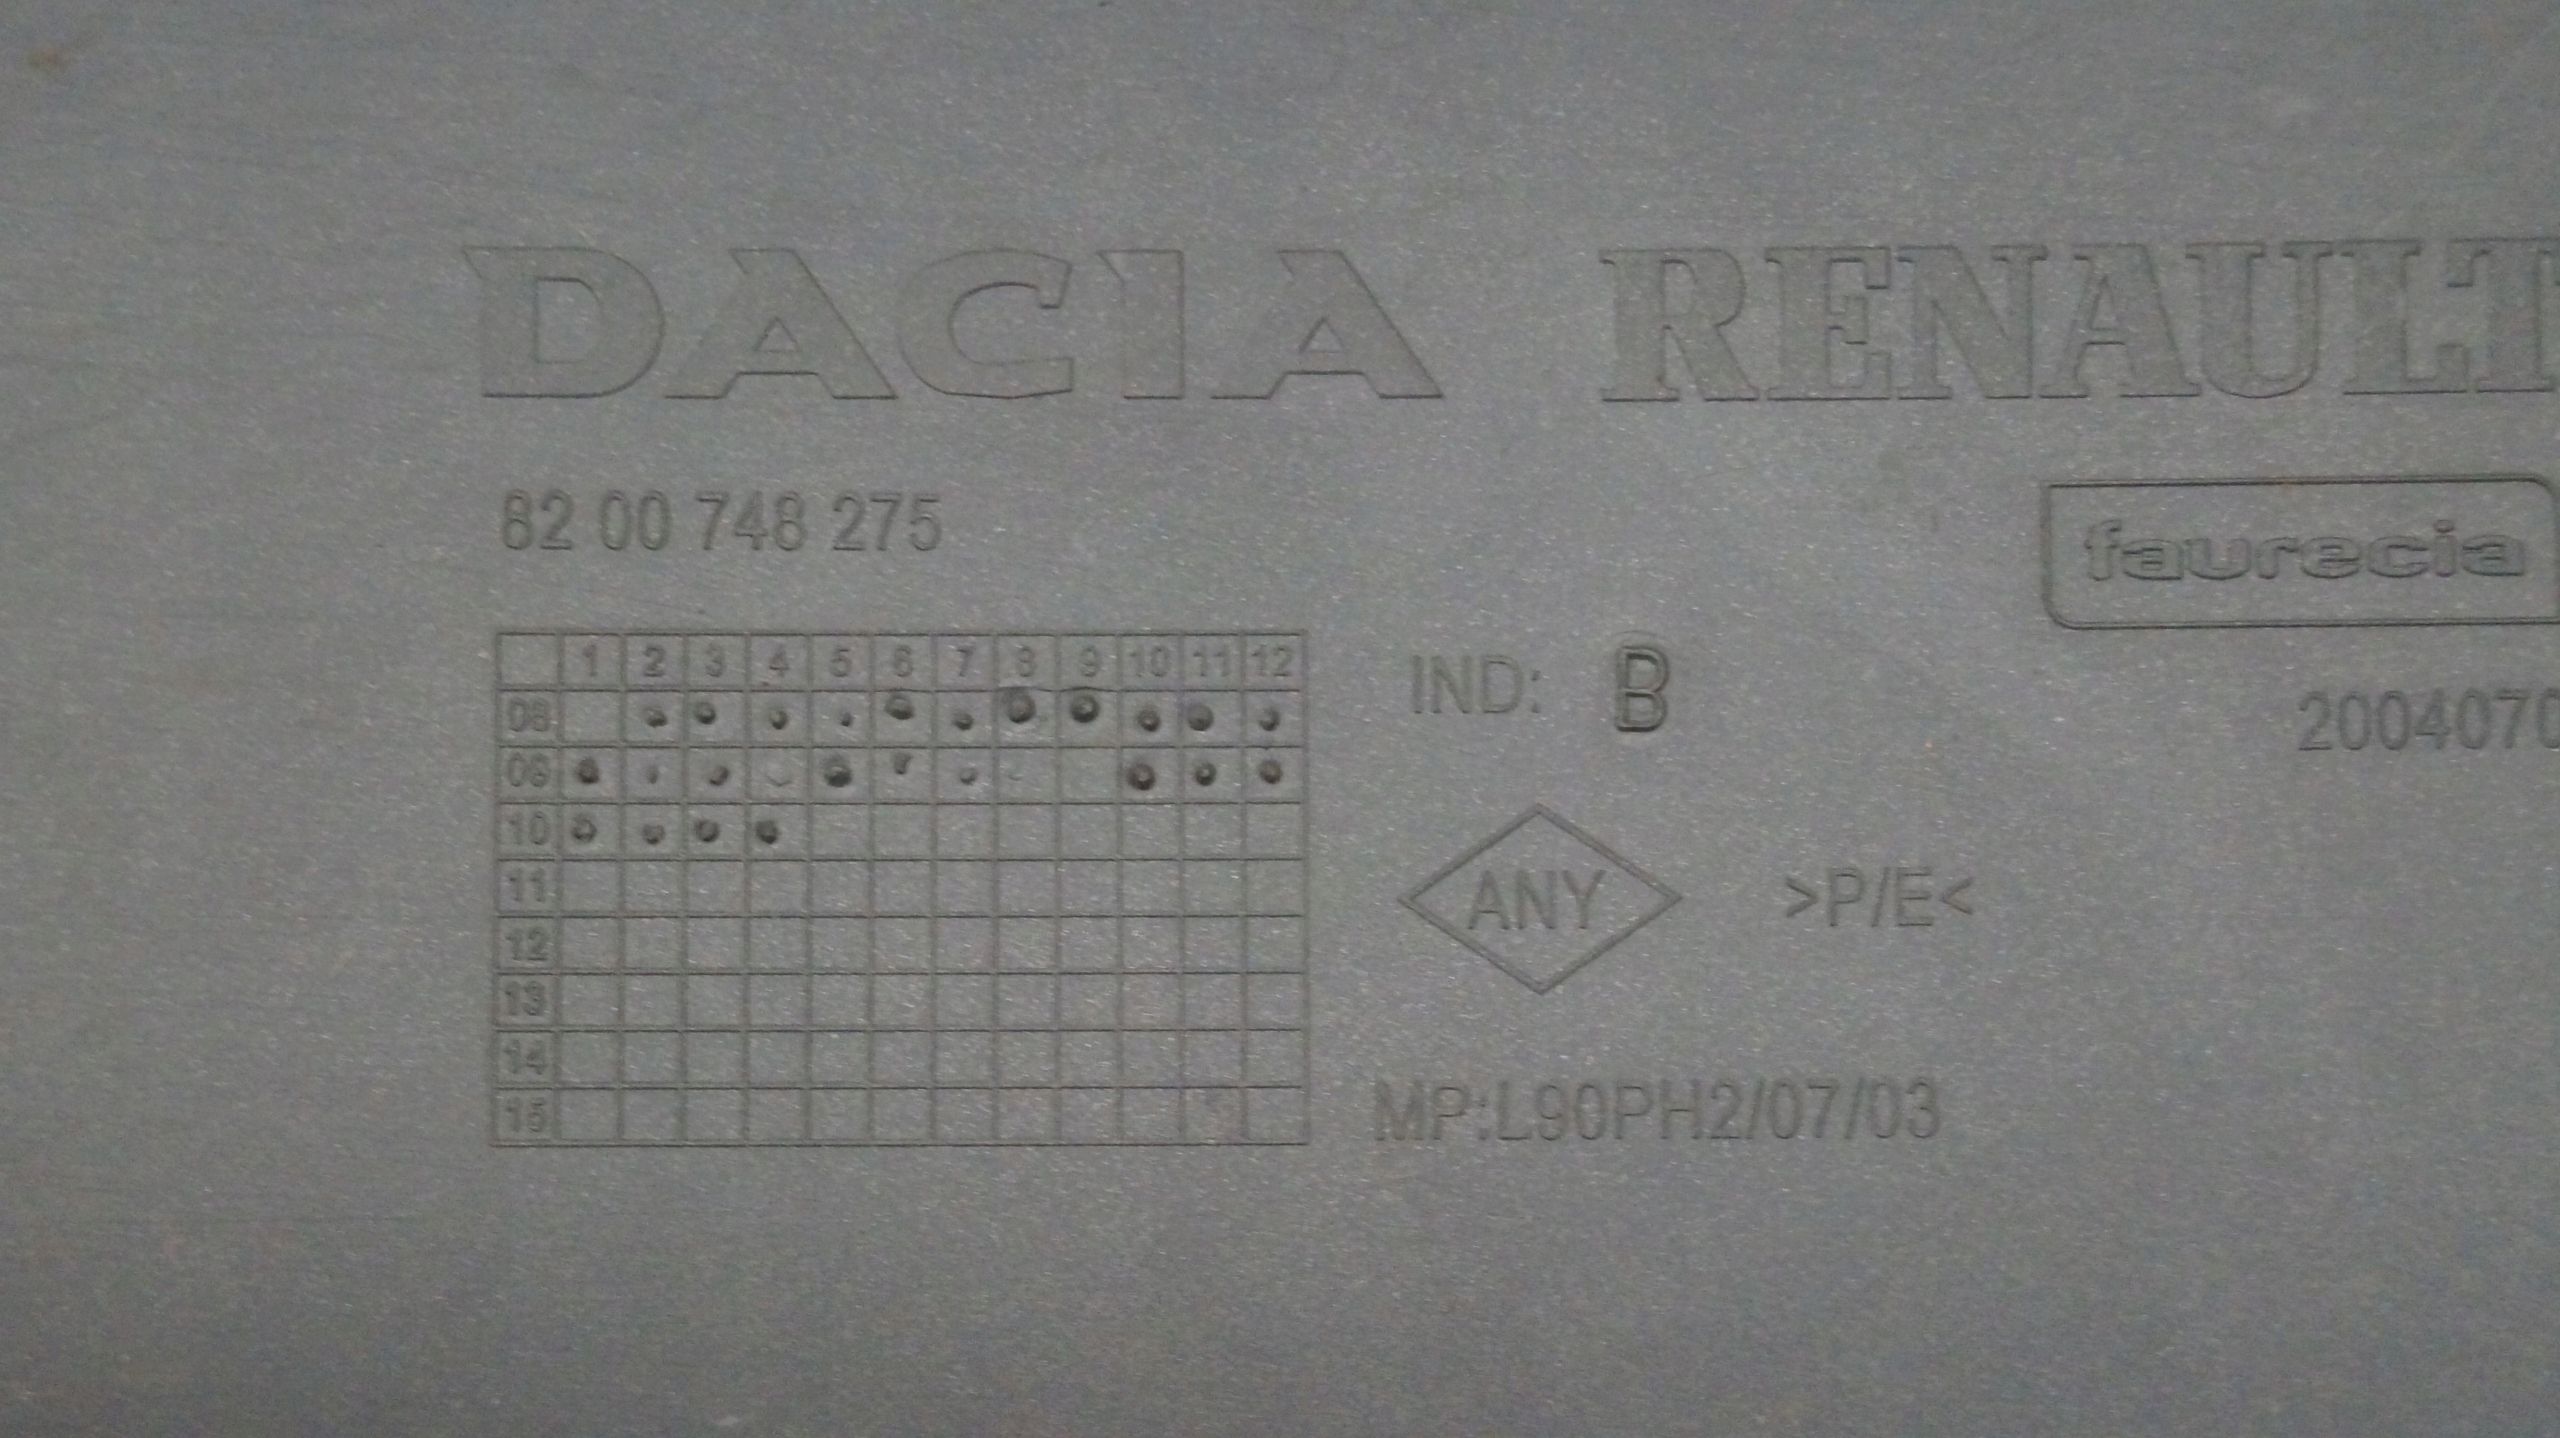 DACIA RENAULT
82 00 748 275
faurecia
1 2 3 4 5 6 7 8 9 10 11 12
08
09
10
11
12
13
14
15
IND: B
2004070
ANY
>P/E<
MP:L90PH2/07/03